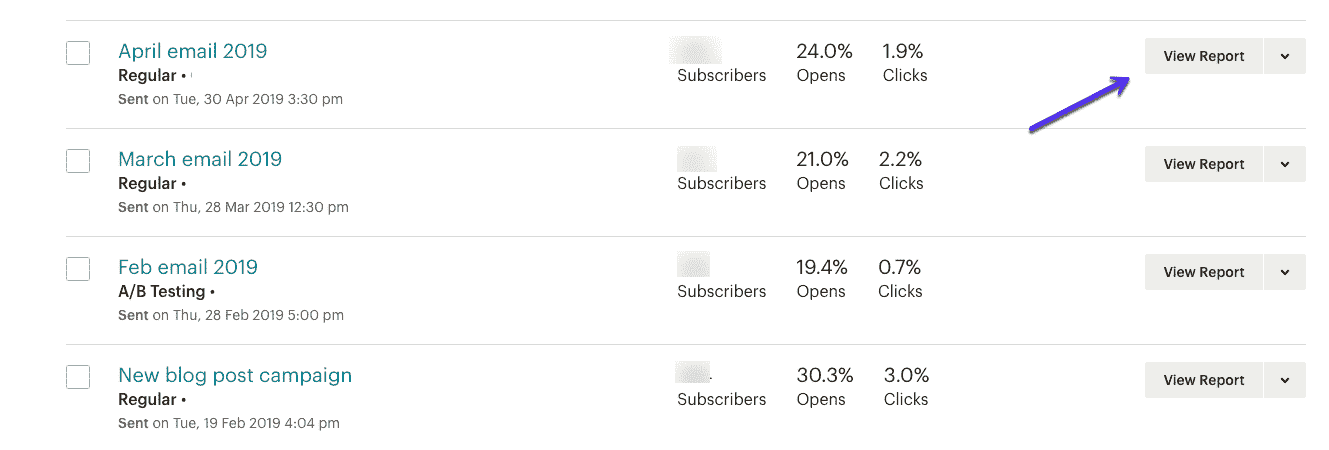 April email 2019
24.0% 1.9%
View Report
Regular •
Subscribers Opens Clicks
Sent on Tue, 30 Apr 2019 3:30 pm
March email 2019
21.0% 2.2%
View Report
Regular •
Subscribers Opens Clicks
Sent on Thu, 28 Mar 2019 12:30 pm
Feb email 2019
19.4% 0.7%
View Report
A/B Testing •
Subscribers Opens Clicks
Sent on Thu, 28 Feb 2019 5:00 pm
New blog post campaign
30.3% 3.0%
View Report
Regular •
Subscribers Opens Clicks
Sent on Tue, 19 Feb 2019 4:04 pm